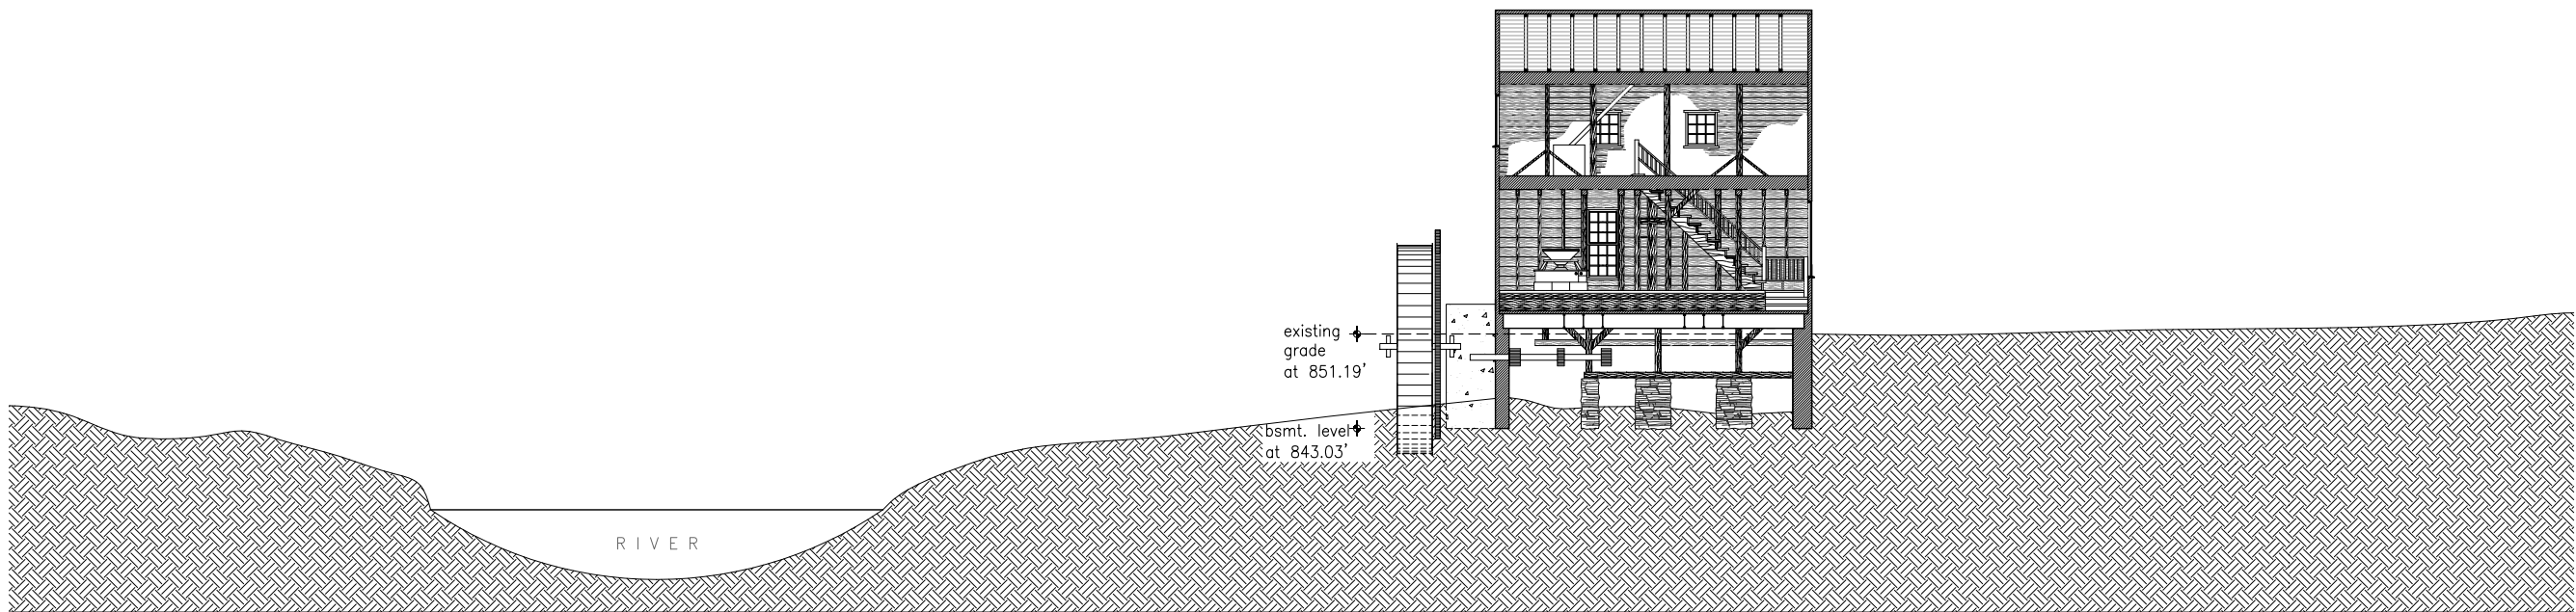 existing
grade
at 851.19'
bsmt. level
at 843.03'
RIVER